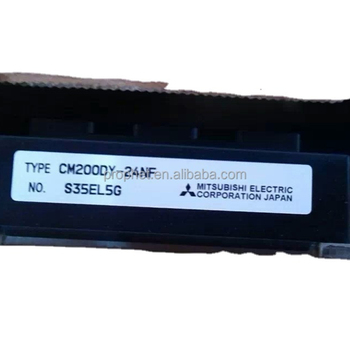 TYPE CM200DY-24NF
NO. S35EL5G
MITSUBISHI ELECTRIC
CORPORATION JAPAN